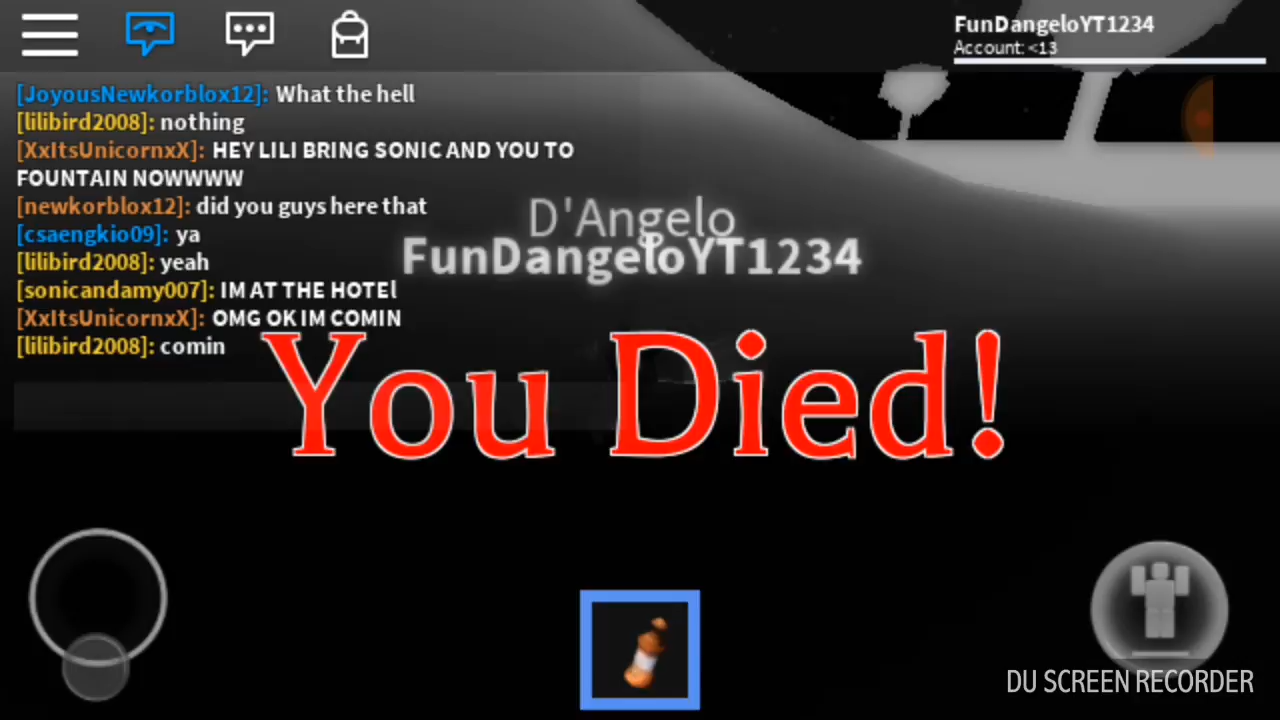 FunDangeloYT1234
Account: <13
[JoyousNewkorblox12]: What the hell
[lilibird2008]: nothing
[XxItsUnicornxX]: HEY LILI BRING SONIC AND YOU TO
FOUNTAIN NOWWWW
[newkorblox12]: did you guys here that
[csaengkio09]: ya
[lilibird2008]: yeah
[sonicandamy007]: IM AT THE HOTEl
[XxItsUnicornxX]: OMG OK IM COMIN
[lilibird2008]: comin
D'Angelo
FunDangeloYT1234
You Died!
DU SCREEN RECORDER